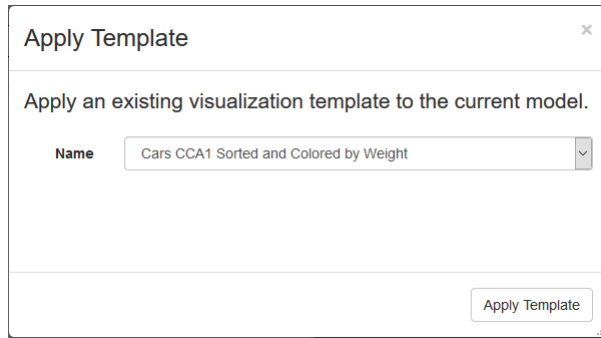 Apply Template
×
Apply an existing visualization template to the current model.
Name Cars CCA1 Sorted and Colored by Weight
Apply Template